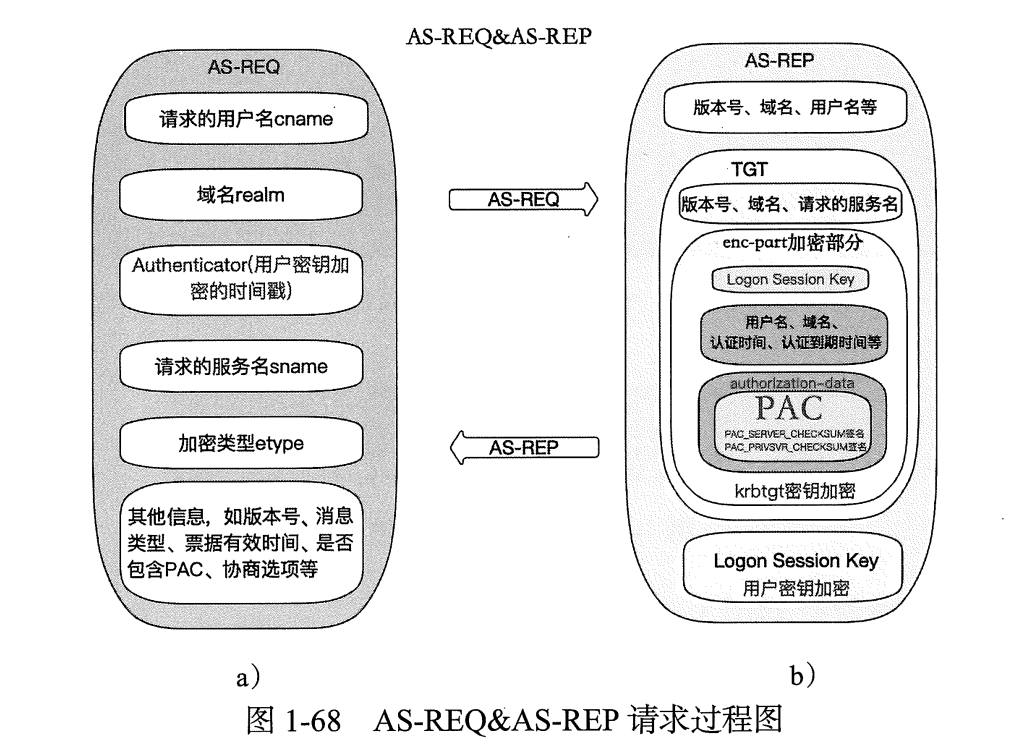 AS-REQ&AS-REP
AS-REQ
请求的用户名cname
域名realm
Authenticator(用户密钥加
密的时间戳)
请求的服务名sname
加密类型etype
其他信息，如版本号、消息
类型、票据有效时间、是否
包含PAC、协商选项等
a）
AS-REQ
AS-REP
AS-REP
版本号、域名、用户名等
TGT
版本号、域名、请求的服务名
enc-part加密部分
Logon Session Key
用户名、域名、
认证时间、认证到期时间等
authorization-data
PAC
PAC_SERVER_CHECKSUM签名
PAC_PRIVSVR_CHECKSUM签名
krbtgt密钥加密
Logon Session Key
用户密钥加密
b）
图 1-68 AS-REQ&AS-REP 请求过程图